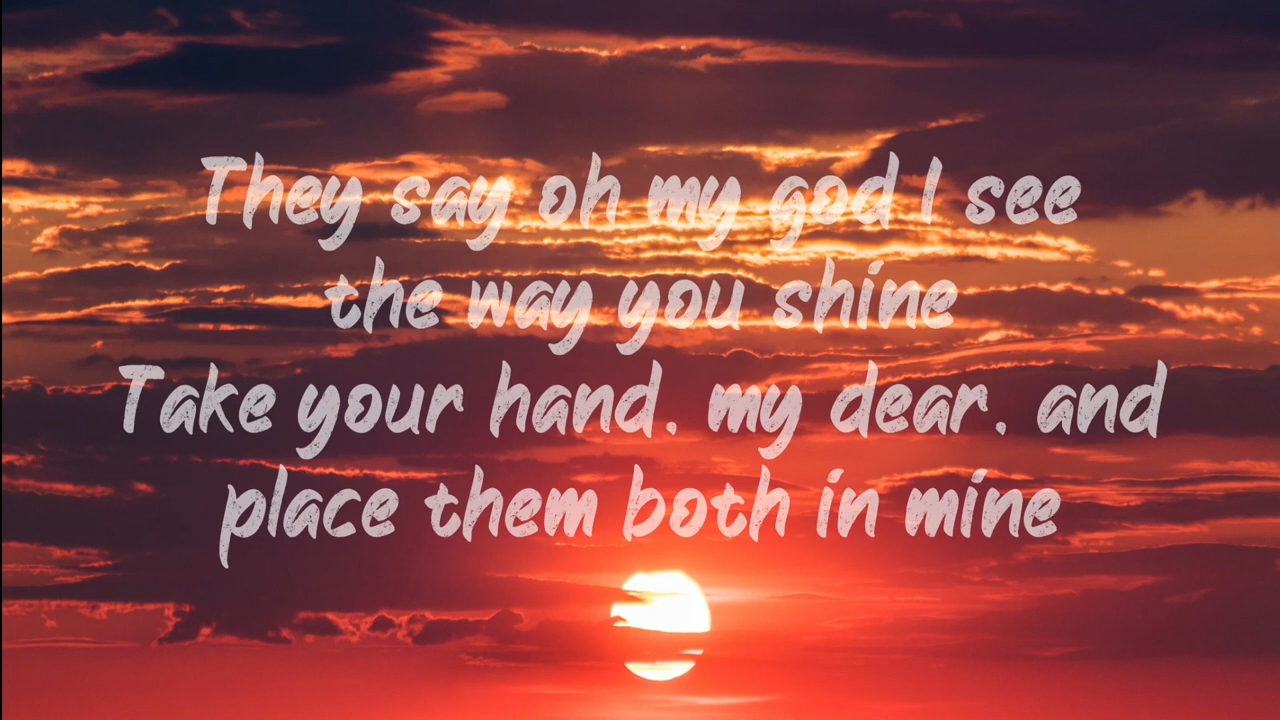 They say oh my god I see
the way you shine
Take your hand, my dear, and
place them both in mine